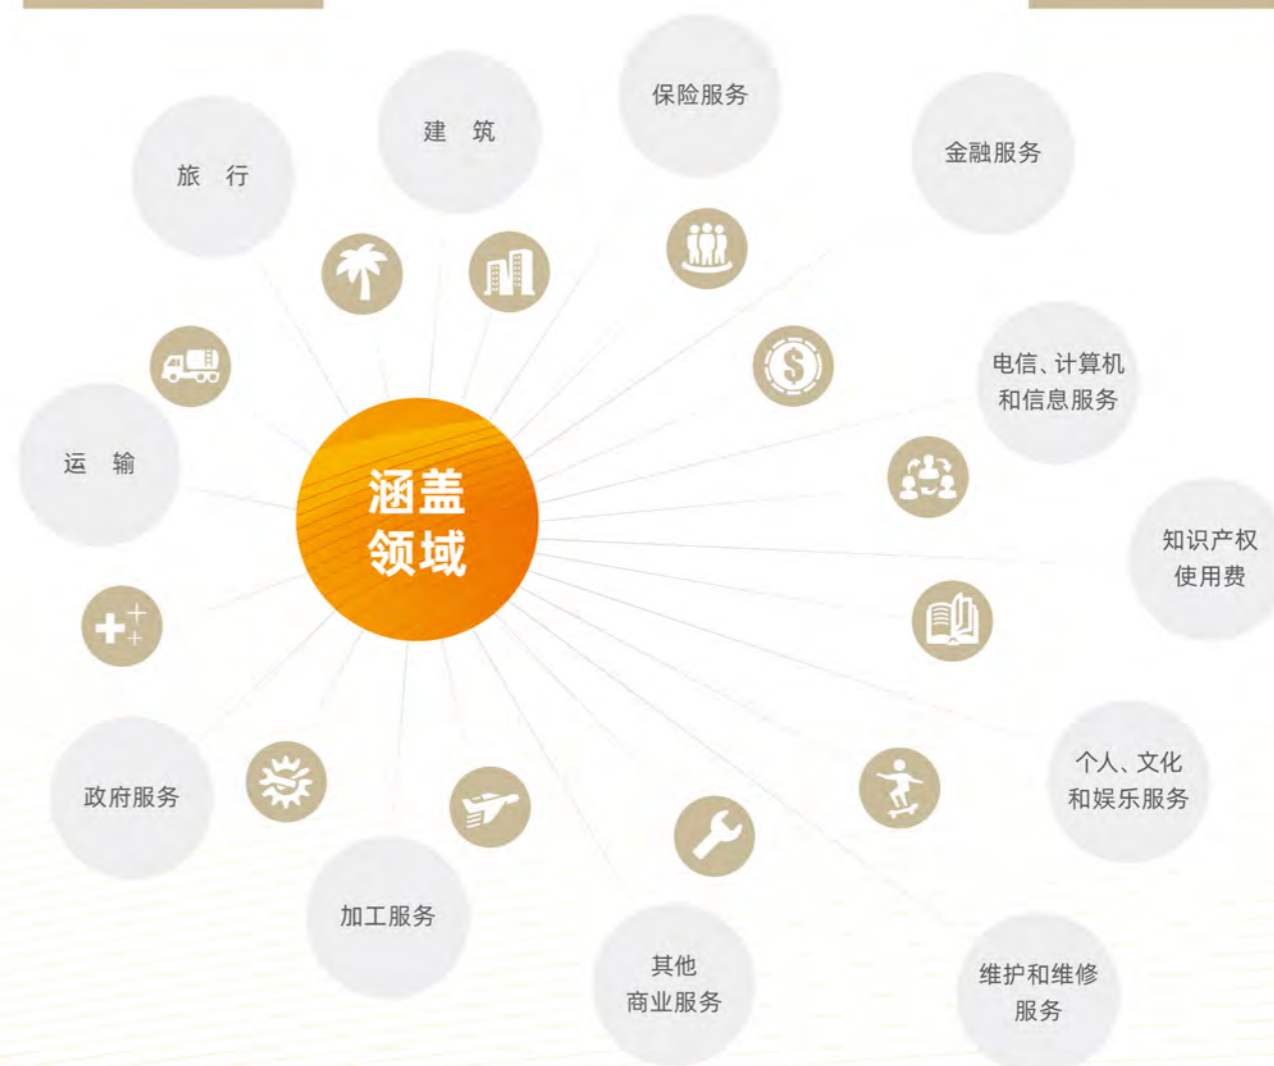 保险服务
建 筑
金融服务
旅 行
电信、计算机
和信息服务
运 输
涵盖
领域
知识产权
使用费
政府服务
个人、文化
和娱乐服务
加工服务
其他
商业服务
维护和维修
服务